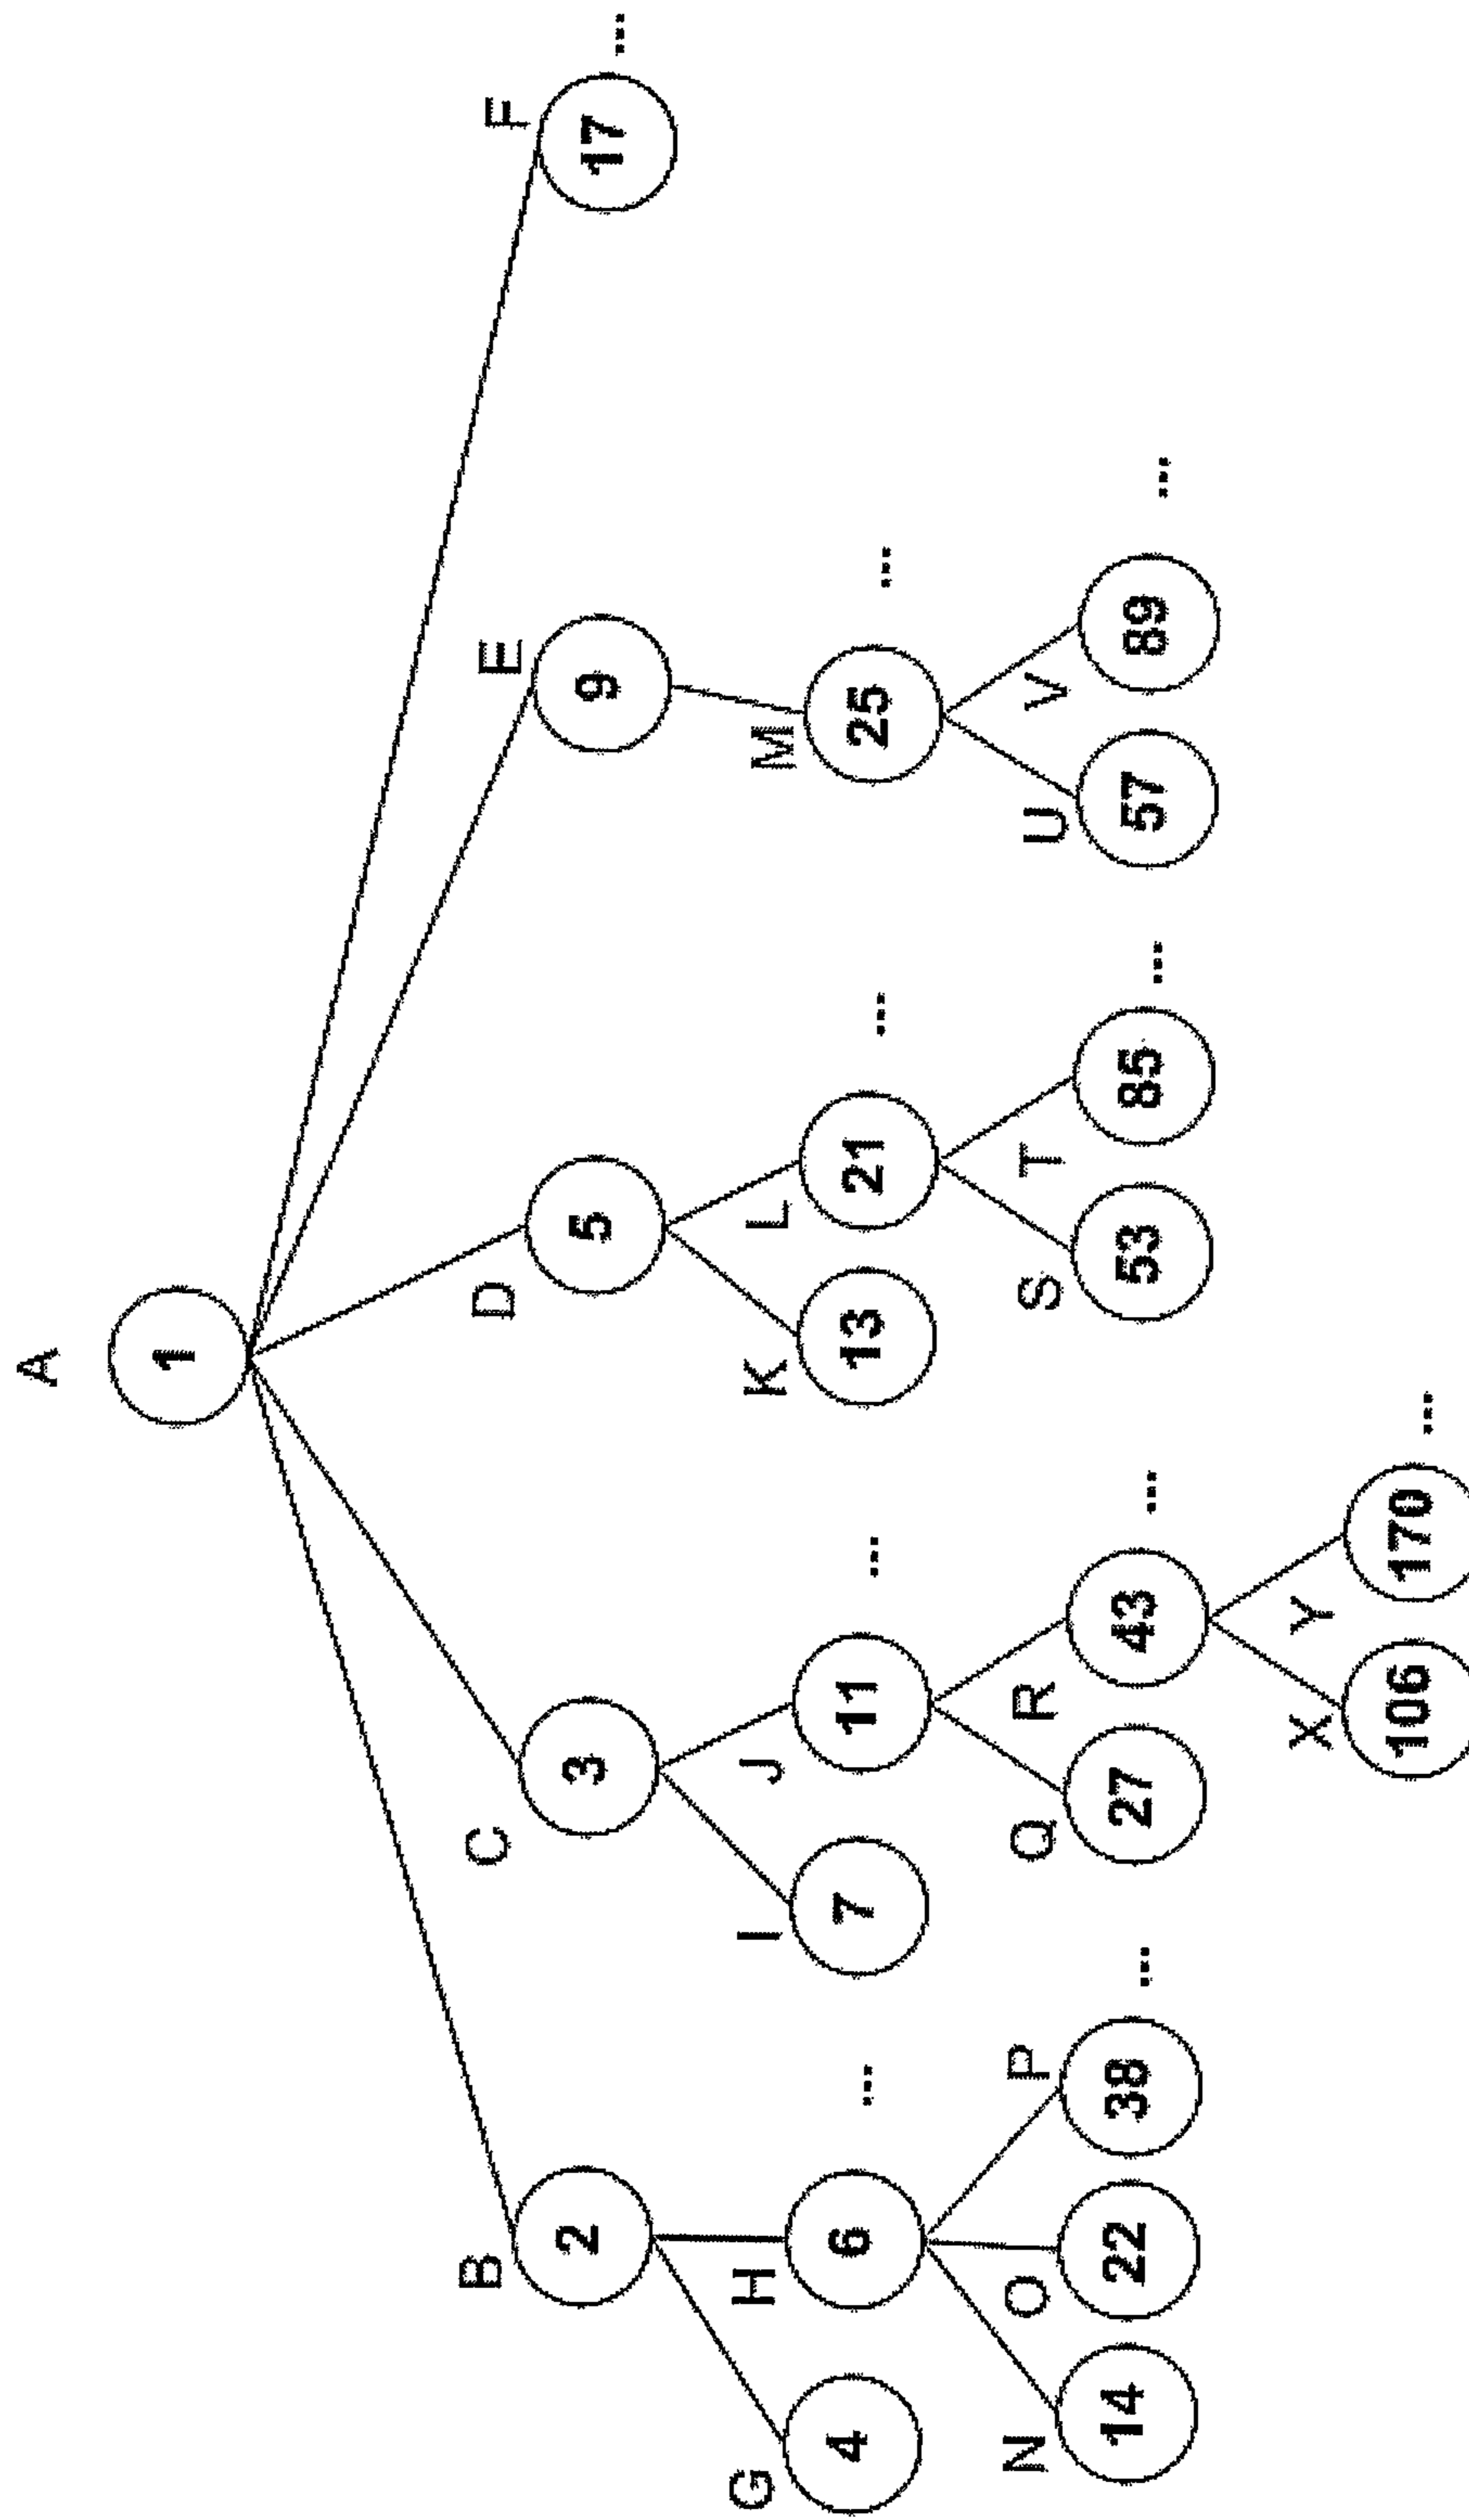 A
1
B C D E F
2 3 5 9 17 ...
G H I J K L M
4 6 ... 7 11 ... 13 21 ... 25 ...
N O P Q R S T U V
14 22 38 ... 27 43 ... 53 85 ... 57 89 ...
X Y
106 170 ...